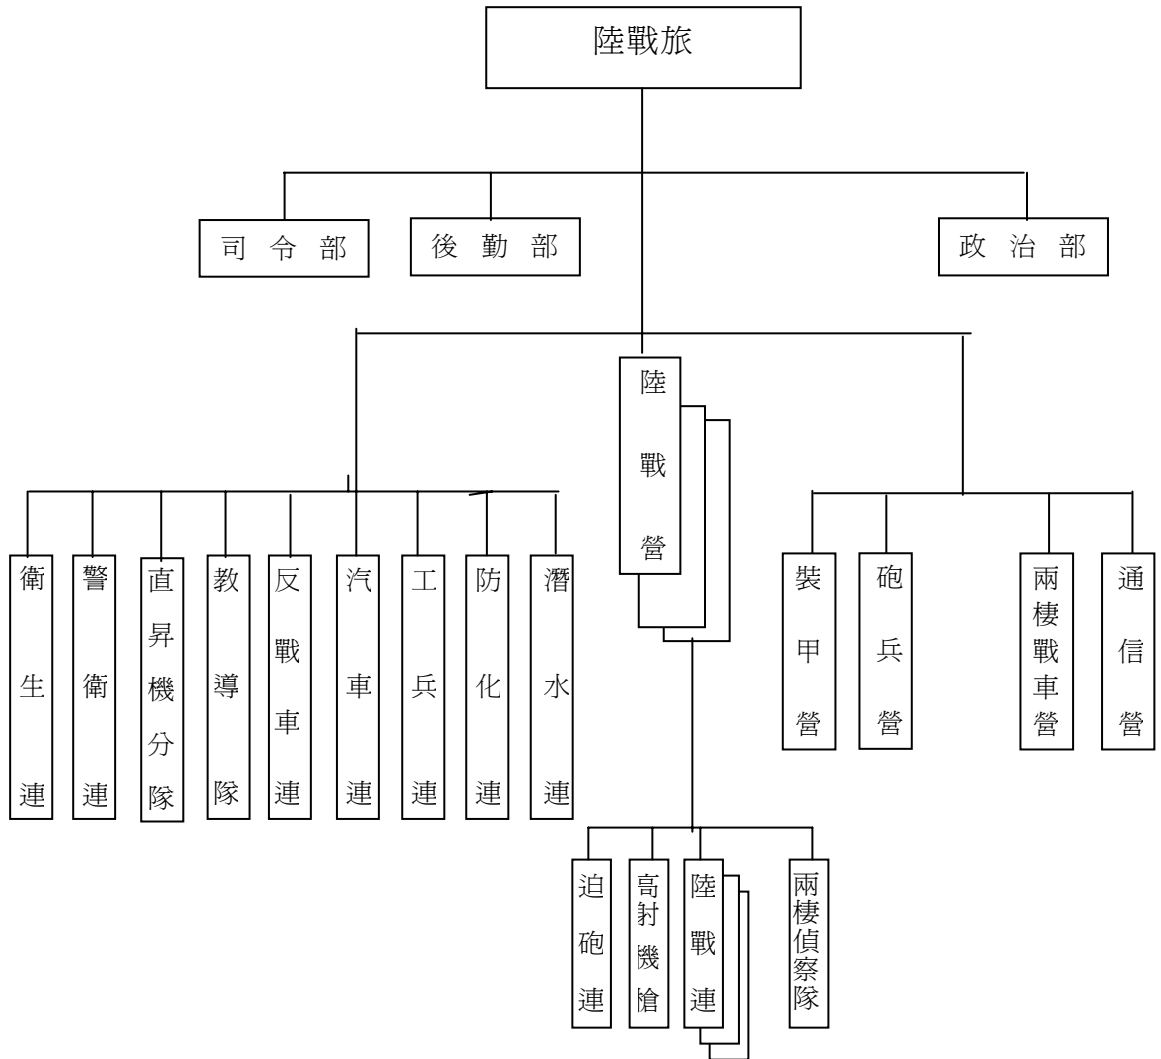 陸戰旅
司令部
後勤部
政治部
陸戰營
衛生連
警衛連
直昇機分隊
教導隊
反戰車連
汽車連
工兵連
防化連
潛水連
裝甲營
砲兵營
兩棲戰車營
通信營
迫砲連
高射機槍
陸戰連
兩棲偵察隊